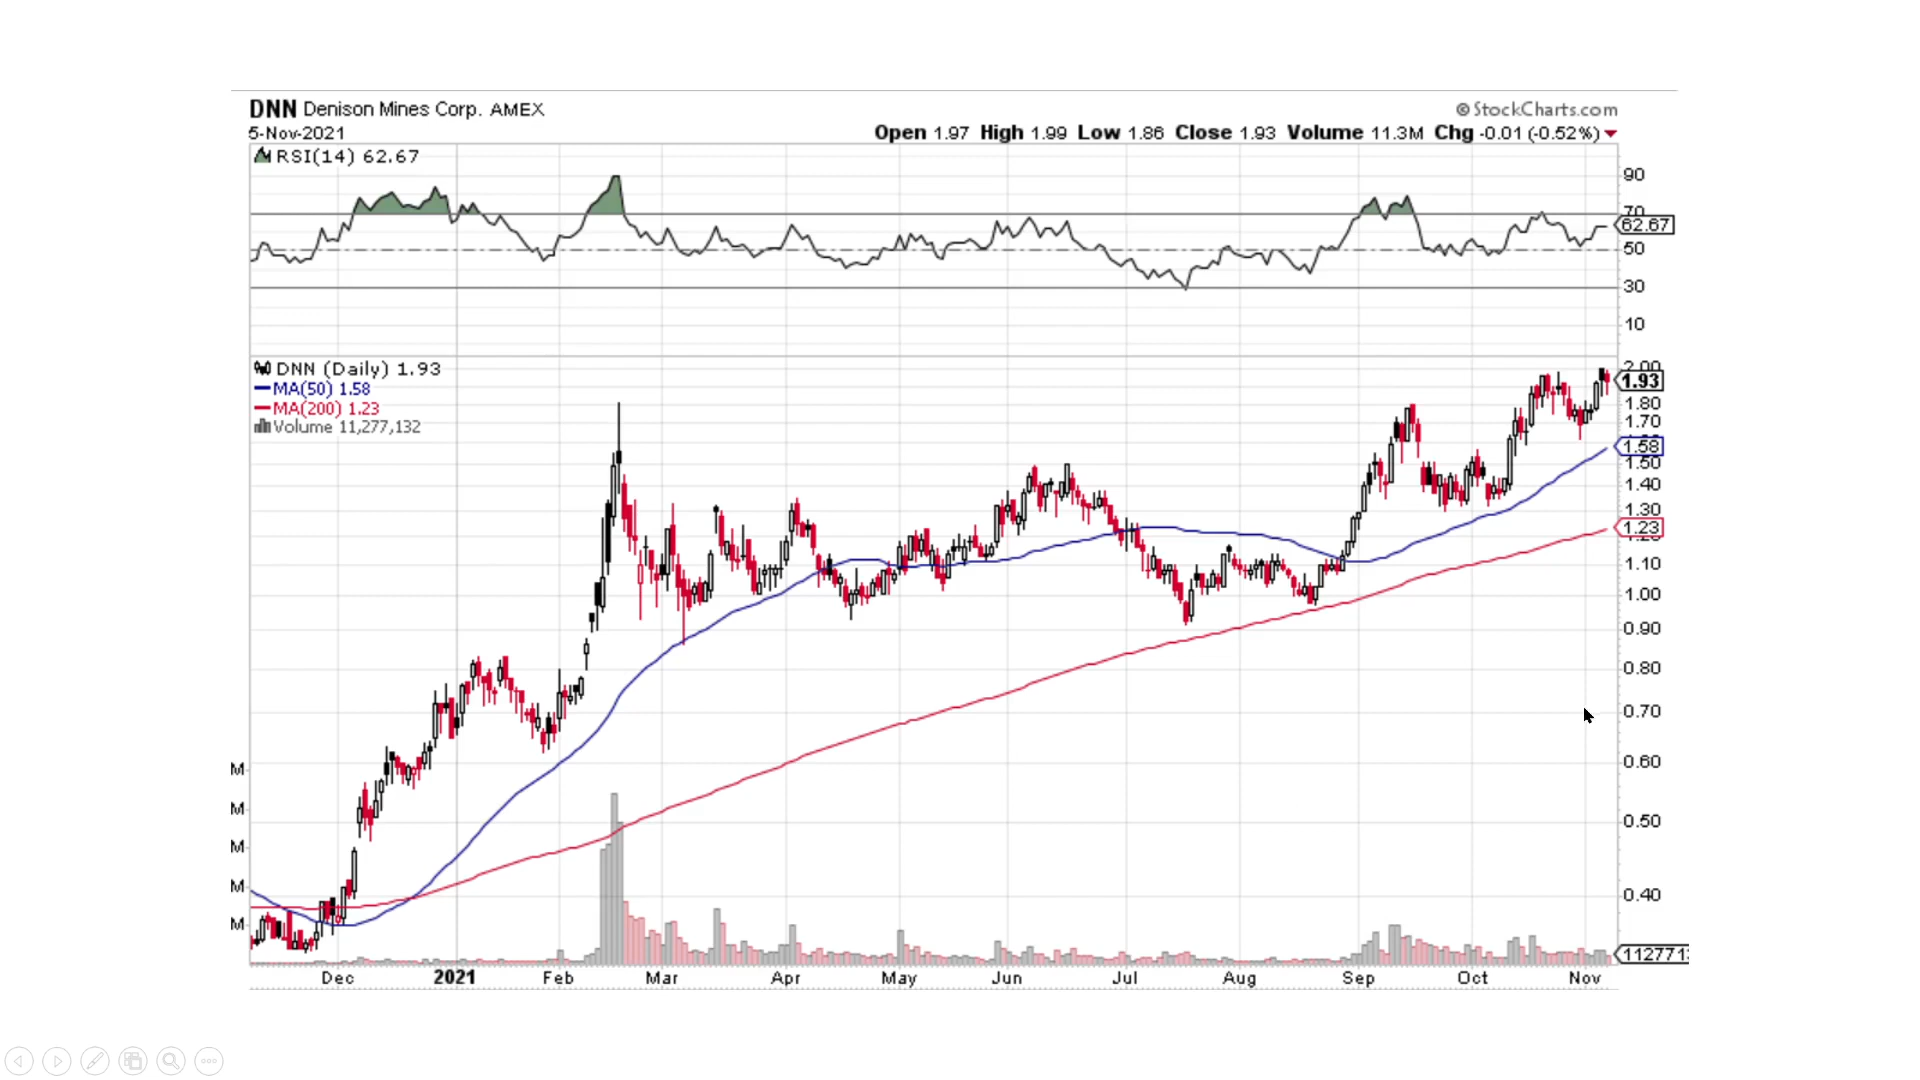 DNN Denison Mines Corp. AMEX
© StockCharts.com
5-Nov-2021
Open 1.97 High 1.99 Low 1.86 Close 1.93 Volume 11.3M Chg -0.01 (-0.52%)
RSI(14) 62.67
90
70
62.67
50
30
10
DNN (Daily) 1.93
MA(50) 1.58
MA(200) 1.23
Volume 11,277,132
2.00
1.93
1.80
1.70
1.58
1.50
1.40
1.30
1.23
1.10
1.00
0.90
0.80
0.70
0.60
0.50
0.40
M
M
M
M
M
1127713
Dec 2021 Feb Mar Apr May Jun Jul Aug Sep Oct Nov